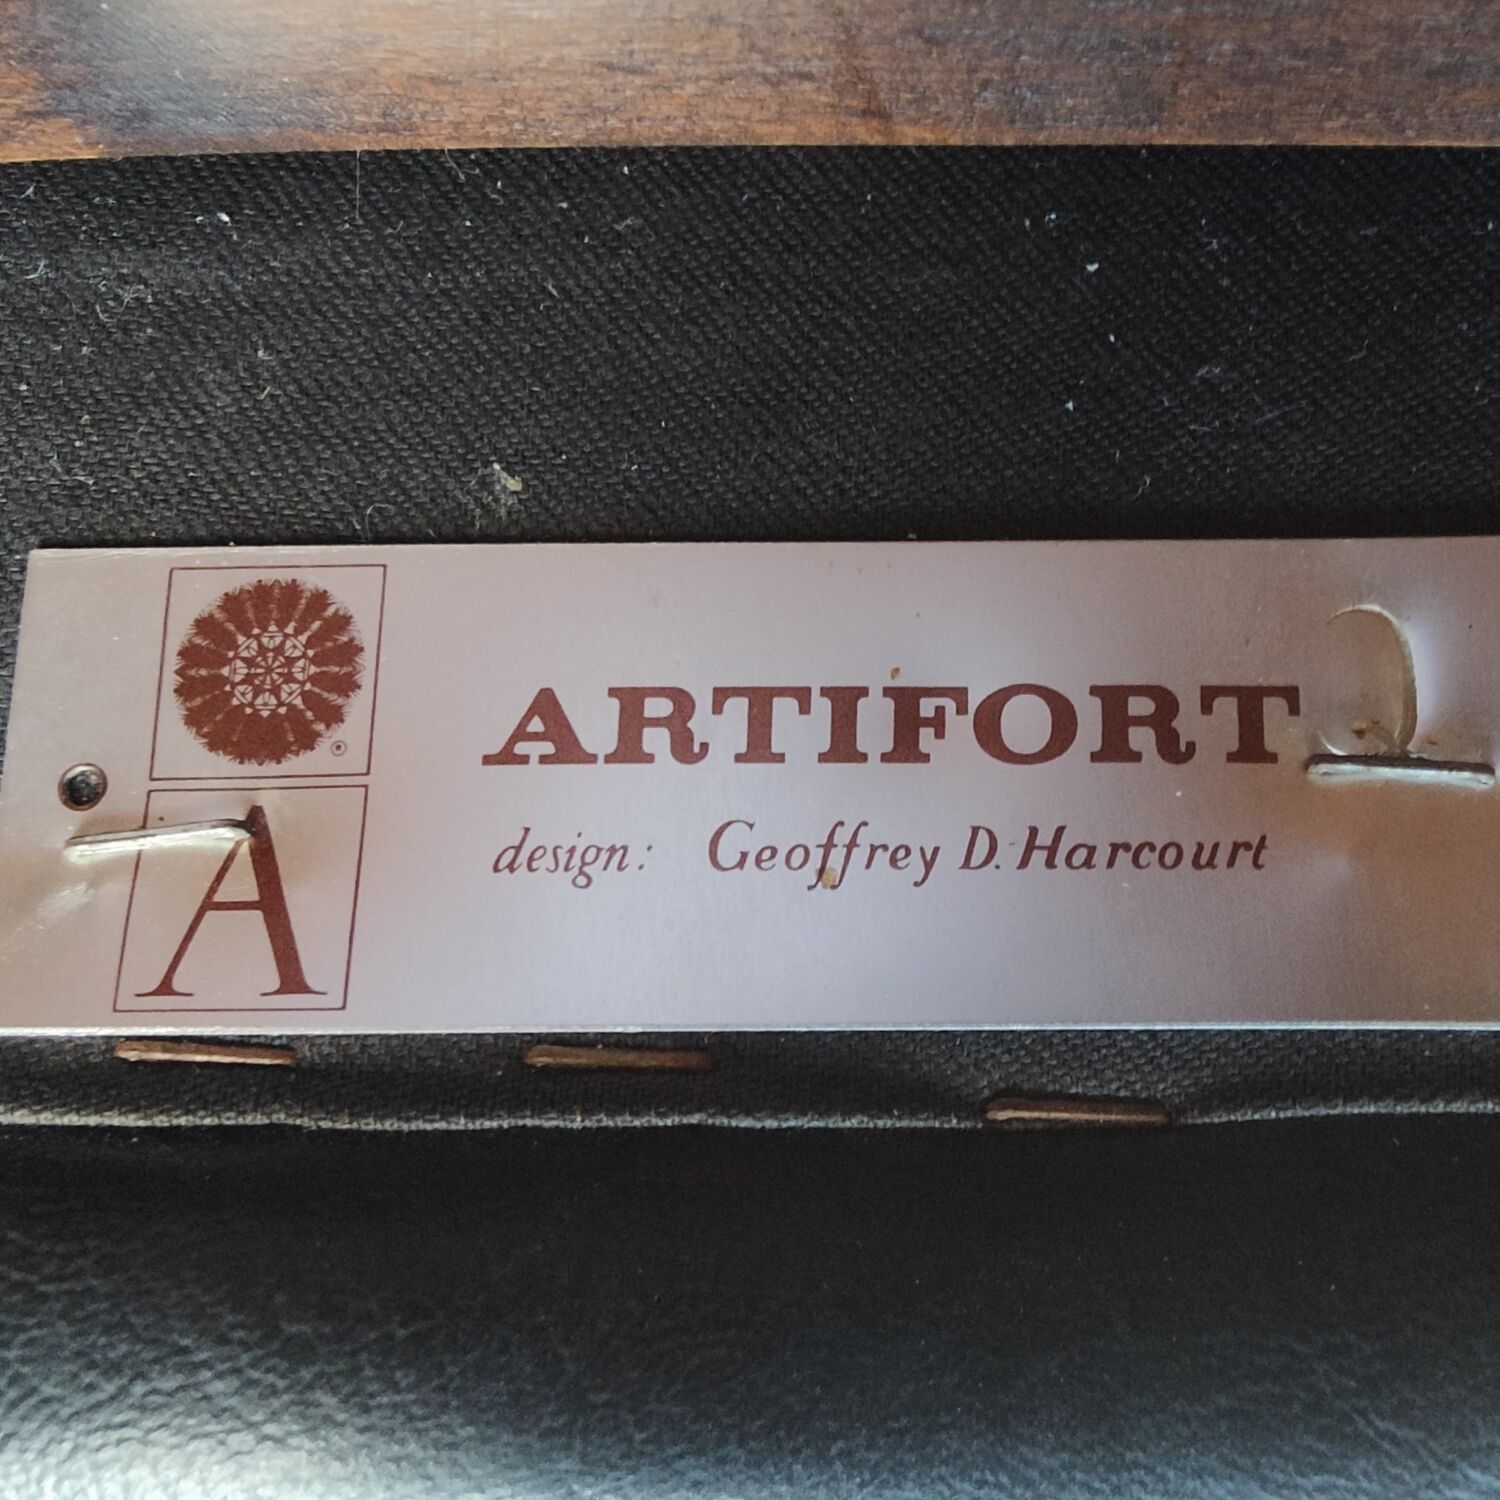 ®
ARTIFORT
A
design: Geoffrey D. Harcourt